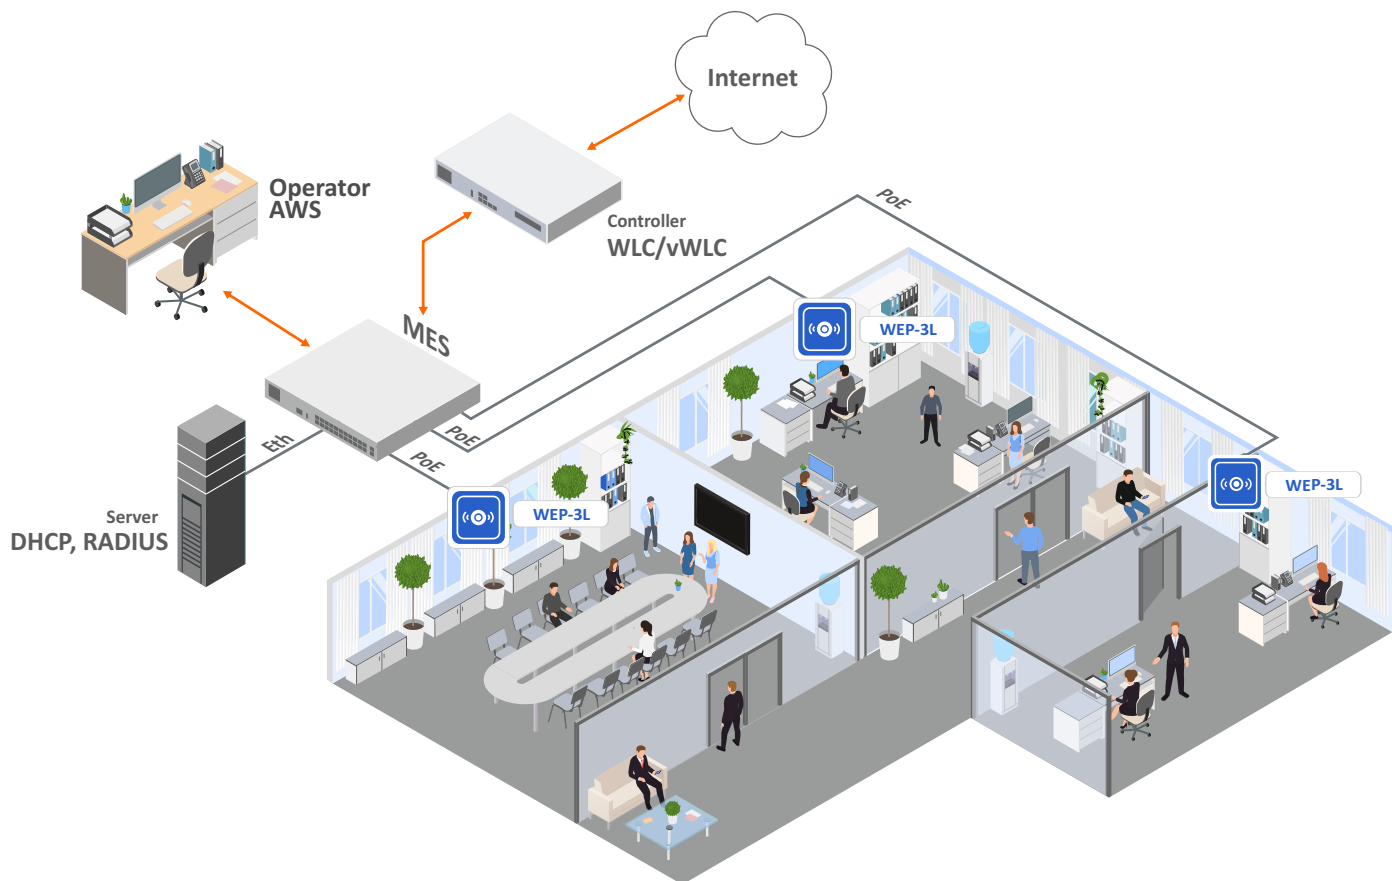 Internet
Operator
AWS
Controller
WLC/vWLC
PoE
MES
WEP-3L
Eth
PoE
PoE
WEP-3L
WEP-3L
Server
DHCP, RADIUS